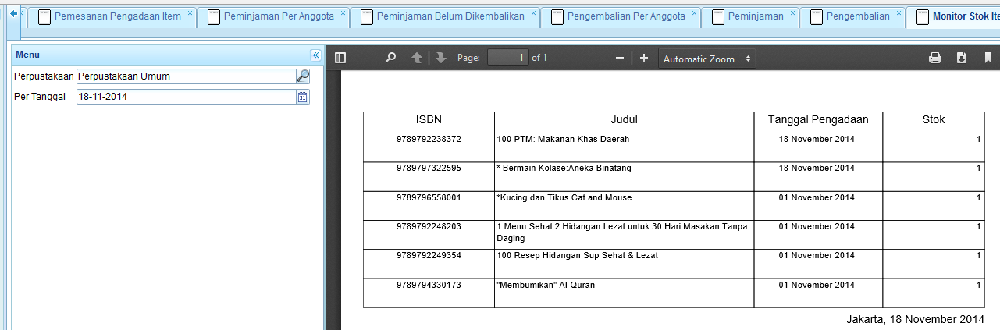 Pemesanan Pengadaan Item Peminjaman Per Anggota Peminjaman Belum Dikembalikan Pengembalian Per Anggota Peminjaman Pengembalian Monitor Stok Ite
Menu
Page: 1 of 1 Automatic Zoom
Perpustakaan Perpustakaan Umum
Per Tanggal 18-11-2014 31
ISBN Judul Tanggal Pengadaan Stok
9789792238372 100 PTM: Makanan Khas Daerah 18 November 2014 1
9789797322595 * Bermain Kolase:Aneka Binatang 18 November 2014 1
9789796558001 *Kucing dan Tikus Cat and Mouse 01 November 2014 1
9789792248203 1 Menu Sehat 2 Hidangan Lezat untuk 30 Hari Masakan Tanpa 01 November 2014 1
Daging
9789792249354 100 Resep Hidangan Sup Sehat & Lezat 01 November 2014 1
9789794330173 "Membumikan" Al-Quran 01 November 2014 1
Jakarta, 18 November 2014